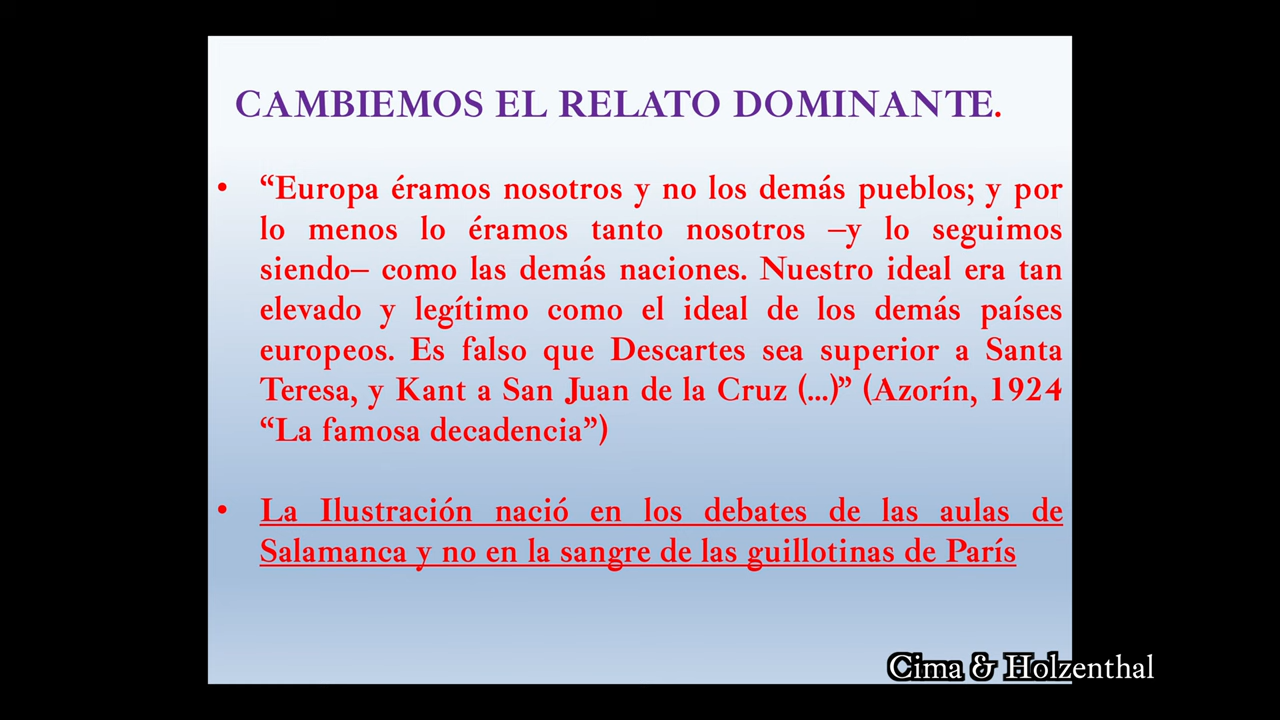 CAMBIEMOS EL RELATO DOMINANTE.
• “Europa éramos nosotros y no los demás pueblos; y por
lo menos lo éramos tanto nosotros –y lo seguimos
siendo– como las demás naciones. Nuestro ideal era tan
elevado y legítimo como el ideal de los demás países
europeos. Es falso que Descartes sea superior a Santa
Teresa, y Kant a San Juan de la Cruz (...)” (Azorín, 1924
“La famosa decadencia”)
• La Ilustración nació en los debates de las aulas de
Salamanca y no en la sangre de las guillotinas de París
Cima & Holzenthal